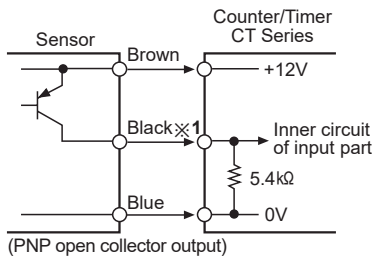 Counter/Timer
CT Series
Sensor
Brown
+12V
Black※1
Inner circuit
of input part
5.4kΩ
Blue
0V
(PNP open collector output)